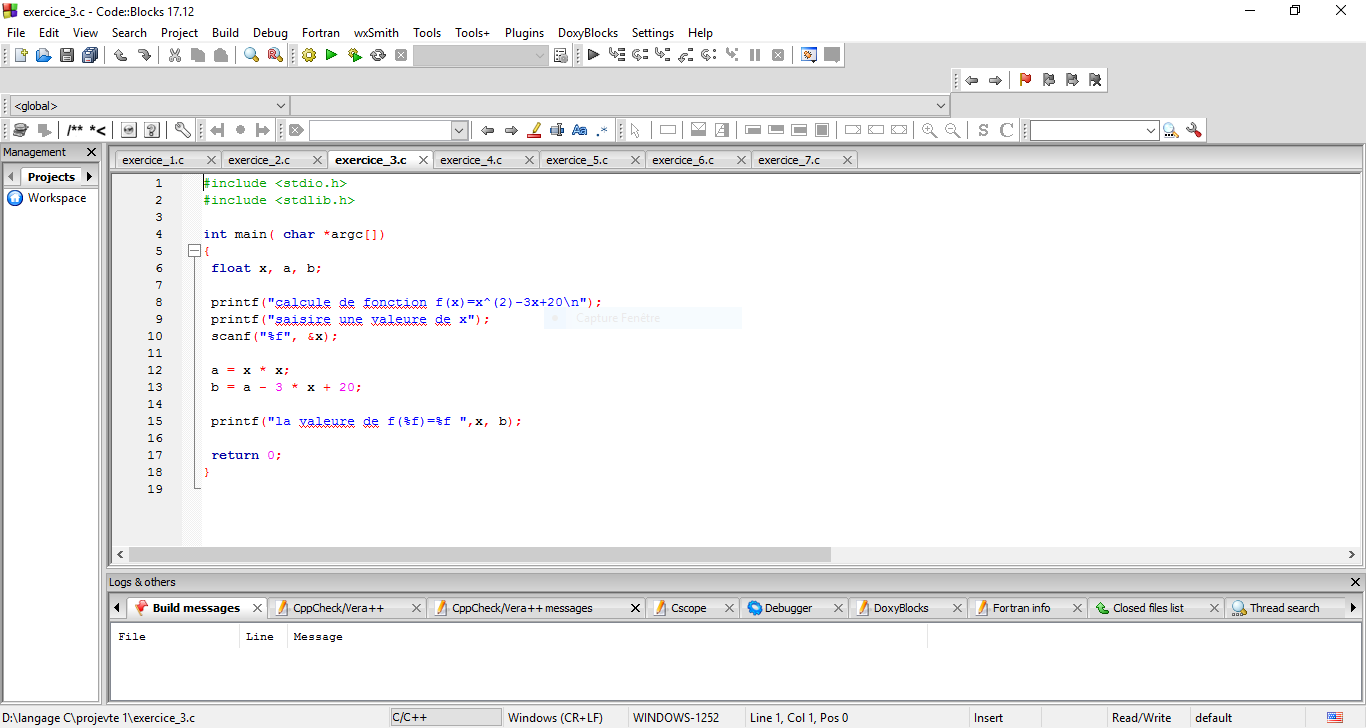 exercice_3.c - Code::Blocks 17.12
File Edit View Search Project Build Debug Fortran wxSmith Tools Tools+ Plugins DoxyBlocks Settings Help
<global>
/** *<
Aa .*
S C
Management
Projects
Workspace
exercice_1.c exercice_2.c exercice_3.c exercice_4.c exercice_5.c exercice_6.c exercice_7.c
1 #include <stdio.h>
2 #include <stdlib.h>
3
4 int main( char *argc[])
5 {
6 float x, a, b;
7
8 printf("calcule de fonction f(x)=x^(2)-3x+20\n");
9 printf("saisire une valeure de x");
Capture Fenêtre
10 scanf("%f", &x);
11
12 a = x * x;
13 b = a - 3 * x + 20;
14
15 printf("la valeure de f(%f)=%f ",x, b);
16
17 return 0;
18 }
19
Logs & others
Build messages CppCheck/Vera++ CppCheck/Vera++ messages Cscope Debugger DoxyBlocks Fortran info Closed files list Thread search
File Line Message
D:\langage C\projevte 1\exercice_3.c C/C++ Windows (CR+LF) WINDOWS-1252 Line 1, Col 1, Pos 0 Insert Read/Write default